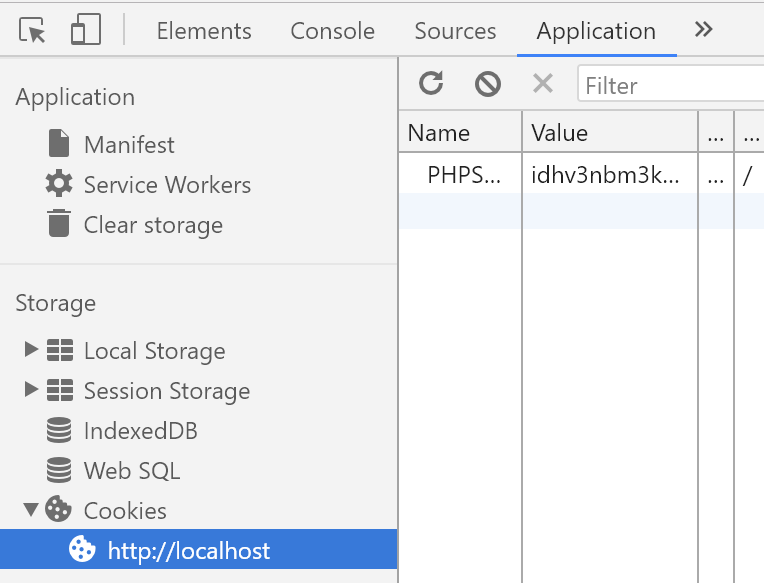 Elements Console Sources Application
Application
Manifest
Service Workers
Clear storage
Storage
Local Storage
Session Storage
IndexedDB
Web SQL
Cookies
http://localhost
Filter
Name Value ... ...
PHPS... idhv3nbm3k... ... /